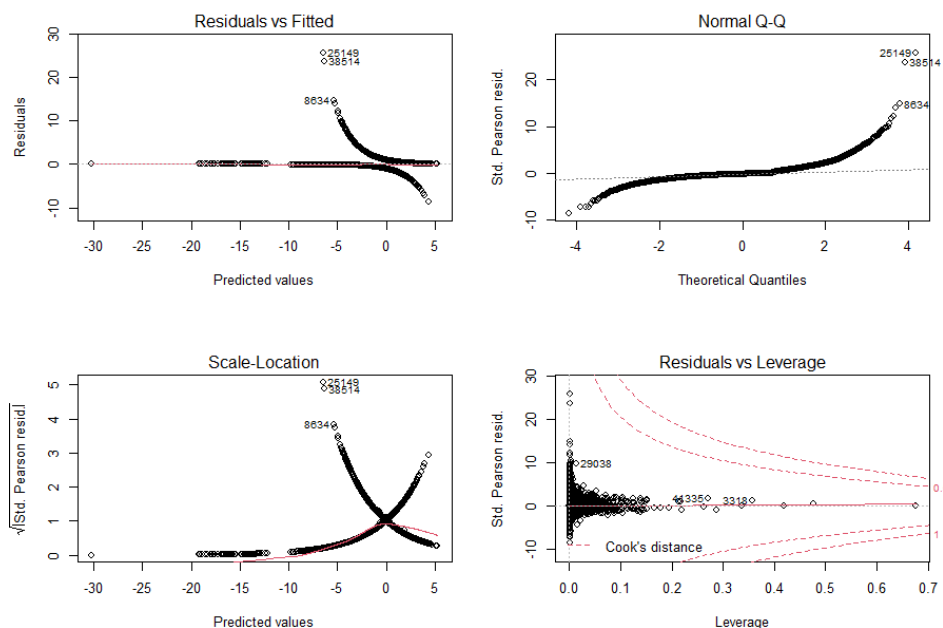 Residuals vs Fitted
Residuals
-10 0 10 20
25149
38514
8634
-30 -25 -20 -15 -10 -5 0 5
Predicted values
Normal Q-Q
Std. Pearson resid.
-10 0 10 20
25149
38514
8634
-4 -2 0 2 4
Theoretical Quantiles
Scale-Location
√|Std. Pearson resid.|
0 1 2 3 4 5
25149
38514
8634
-30 -25 -20 -15 -10 -5 0 5
Predicted values
Residuals vs Leverage
Std. Pearson resid.
-10 0 10 20 30
29038
41335
3318
0.
1
Cook's distance
0.0 0.1 0.2 0.3 0.4 0.5 0.6 0.7
Leverage